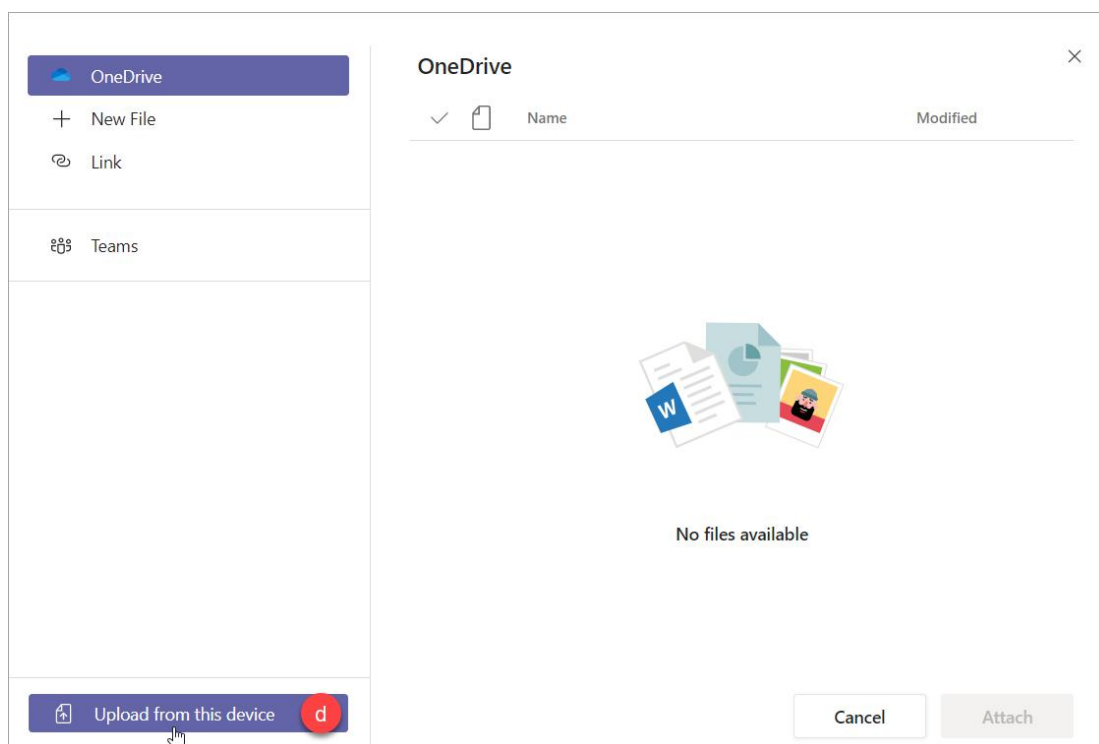 OneDrive
New File
Link
Teams
Upload from this device
d
OneDrive
Name
Modified
W
No files available
Cancel
Attach